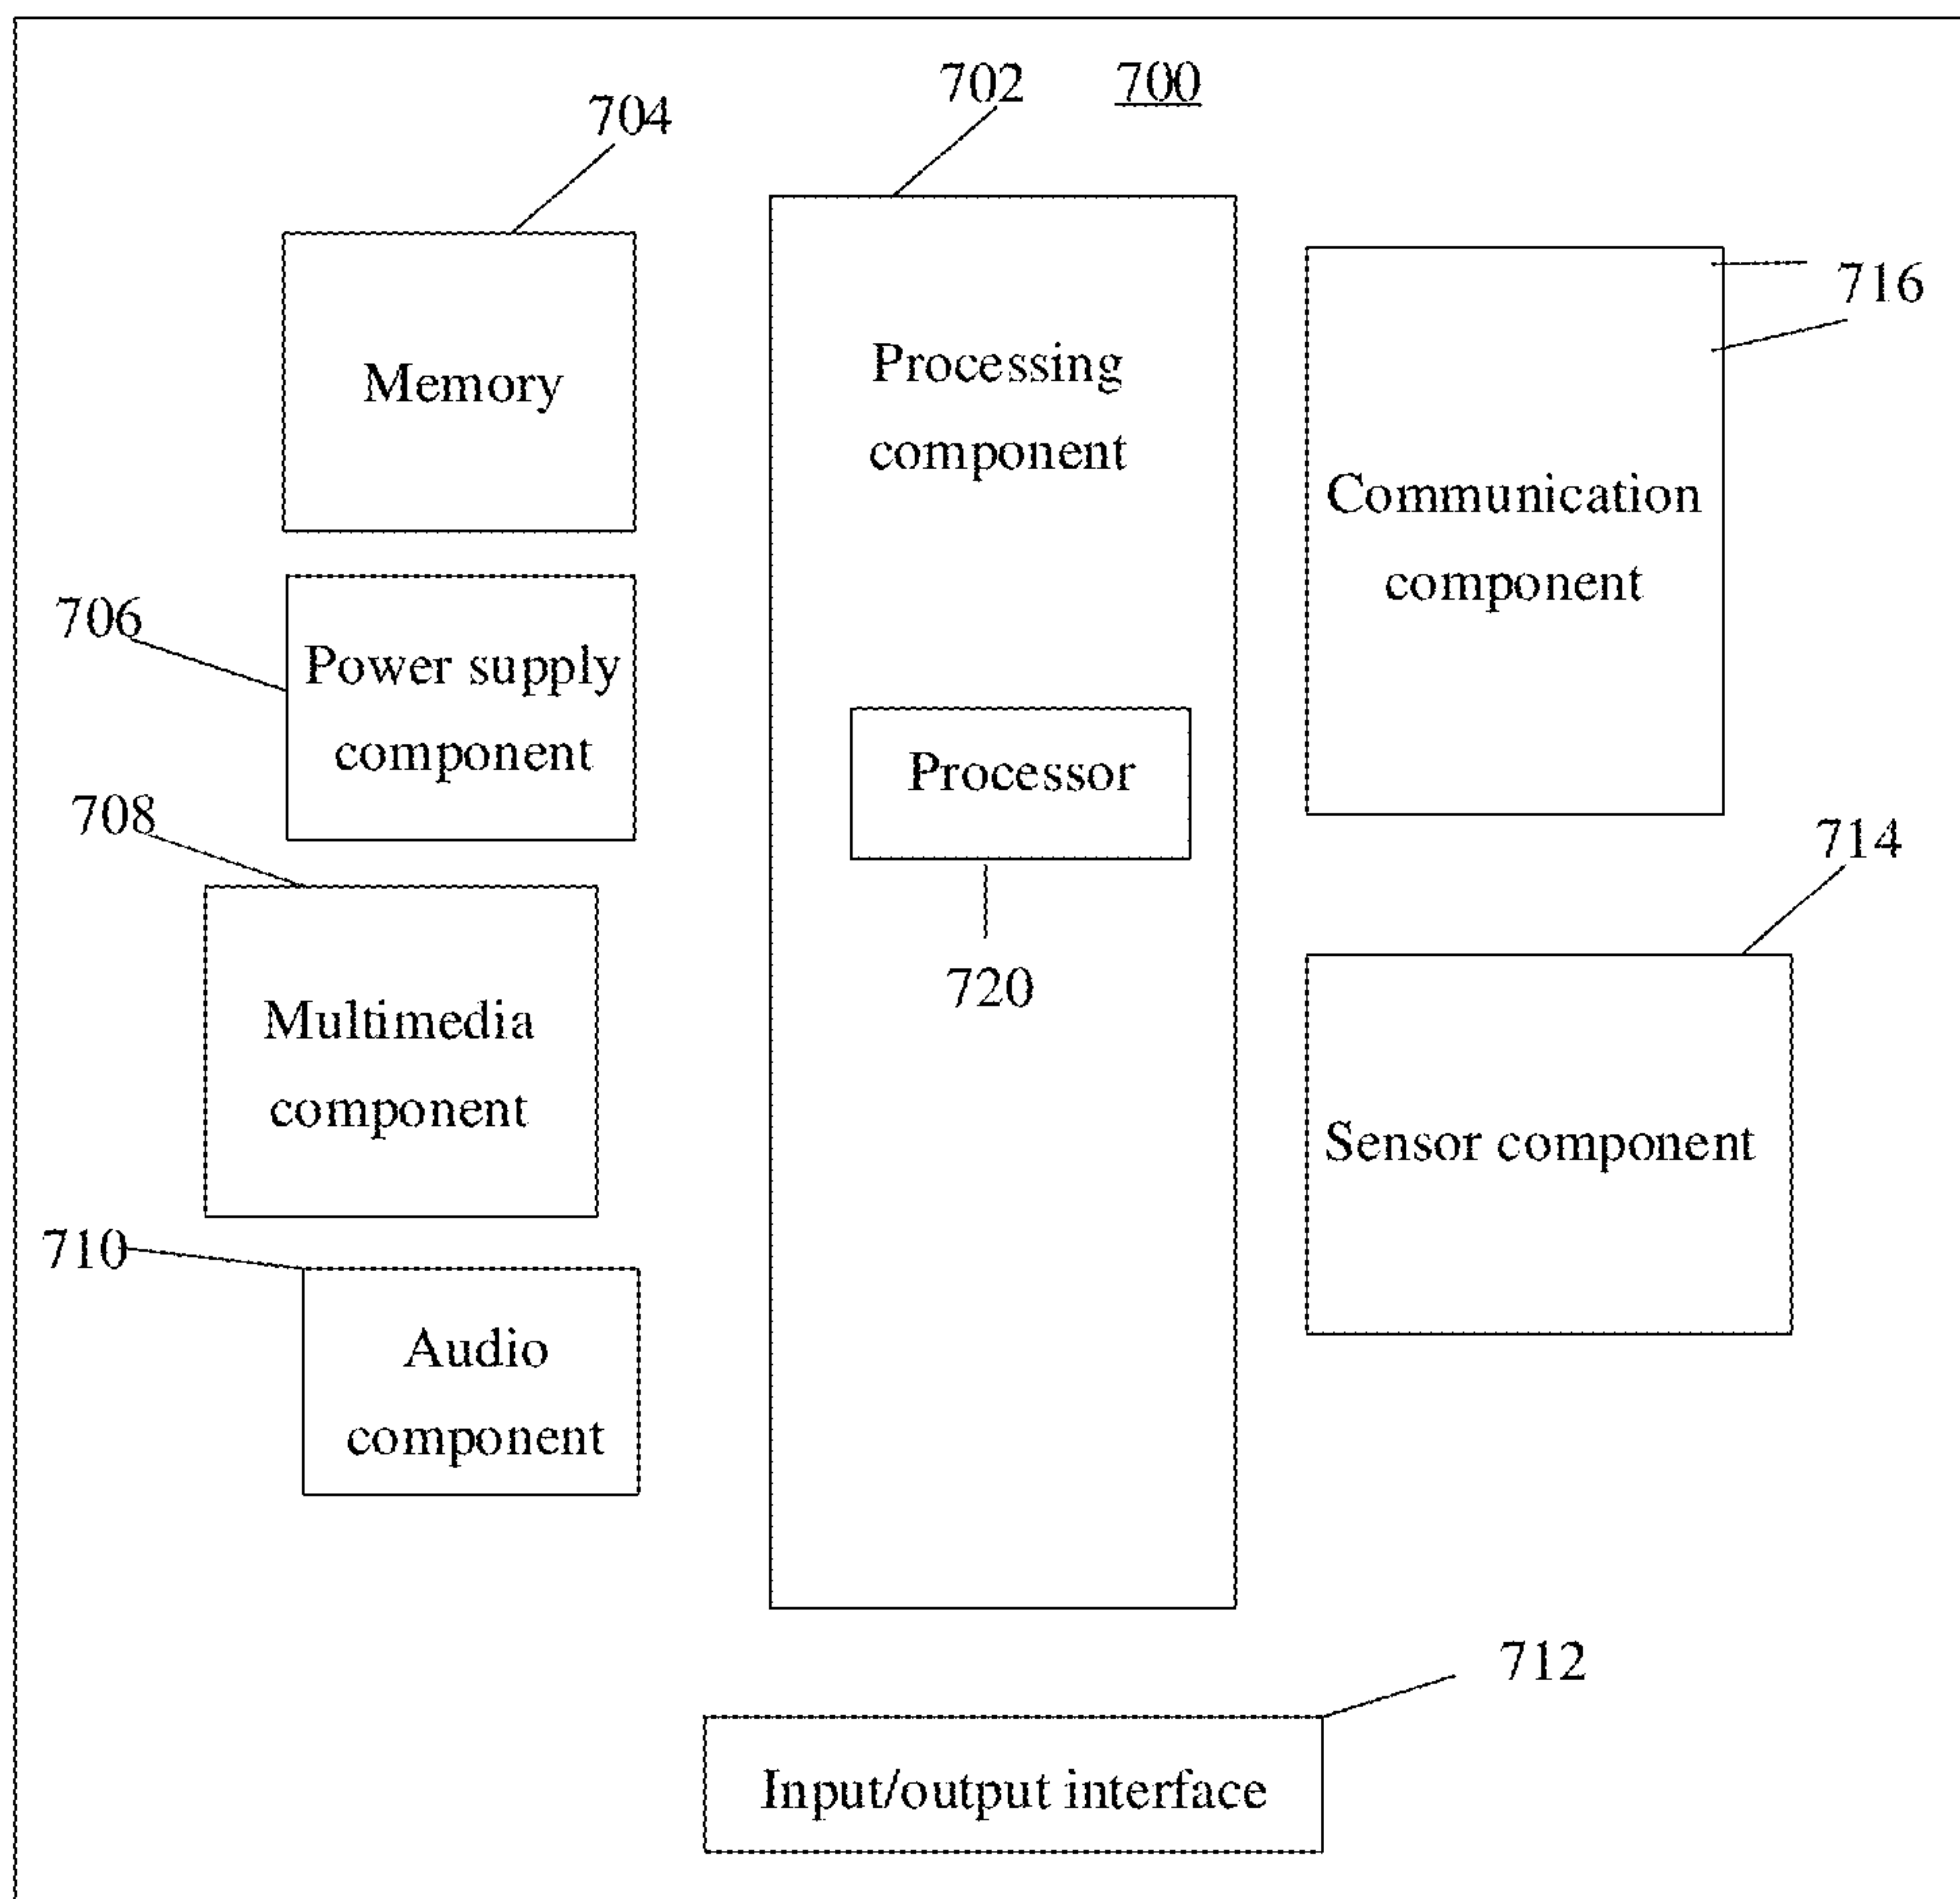 702
700
704
Memory
Processing
component
716
Communication
component
706
Power supply
component
Processor
708
714
720
Multimedia
component
Sensor component
710
Audio
component
712
Input/output interface